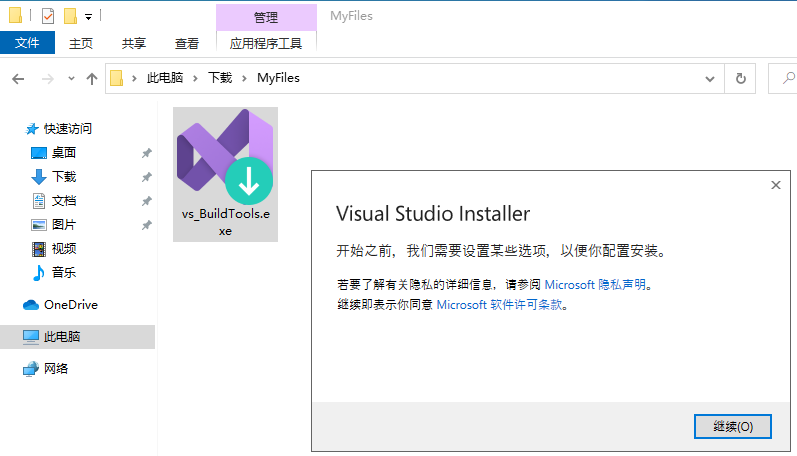 管理
MyFiles
文件
主页
共享
查看
应用程序工具
此电脑 > 下载 > MyFiles
快速访问
桌面
下载
文档
图片
视频
音乐
OneDrive
此电脑
网络
vs_BuildTools.e
xe
Visual Studio Installer
开始之前，我们需要设置某些选项，以便你配置安装。
若要了解有关隐私的详细信息，请参阅 Microsoft 隐私声明。
继续即表示你同意 Microsoft 软件许可条款。
继续(O)